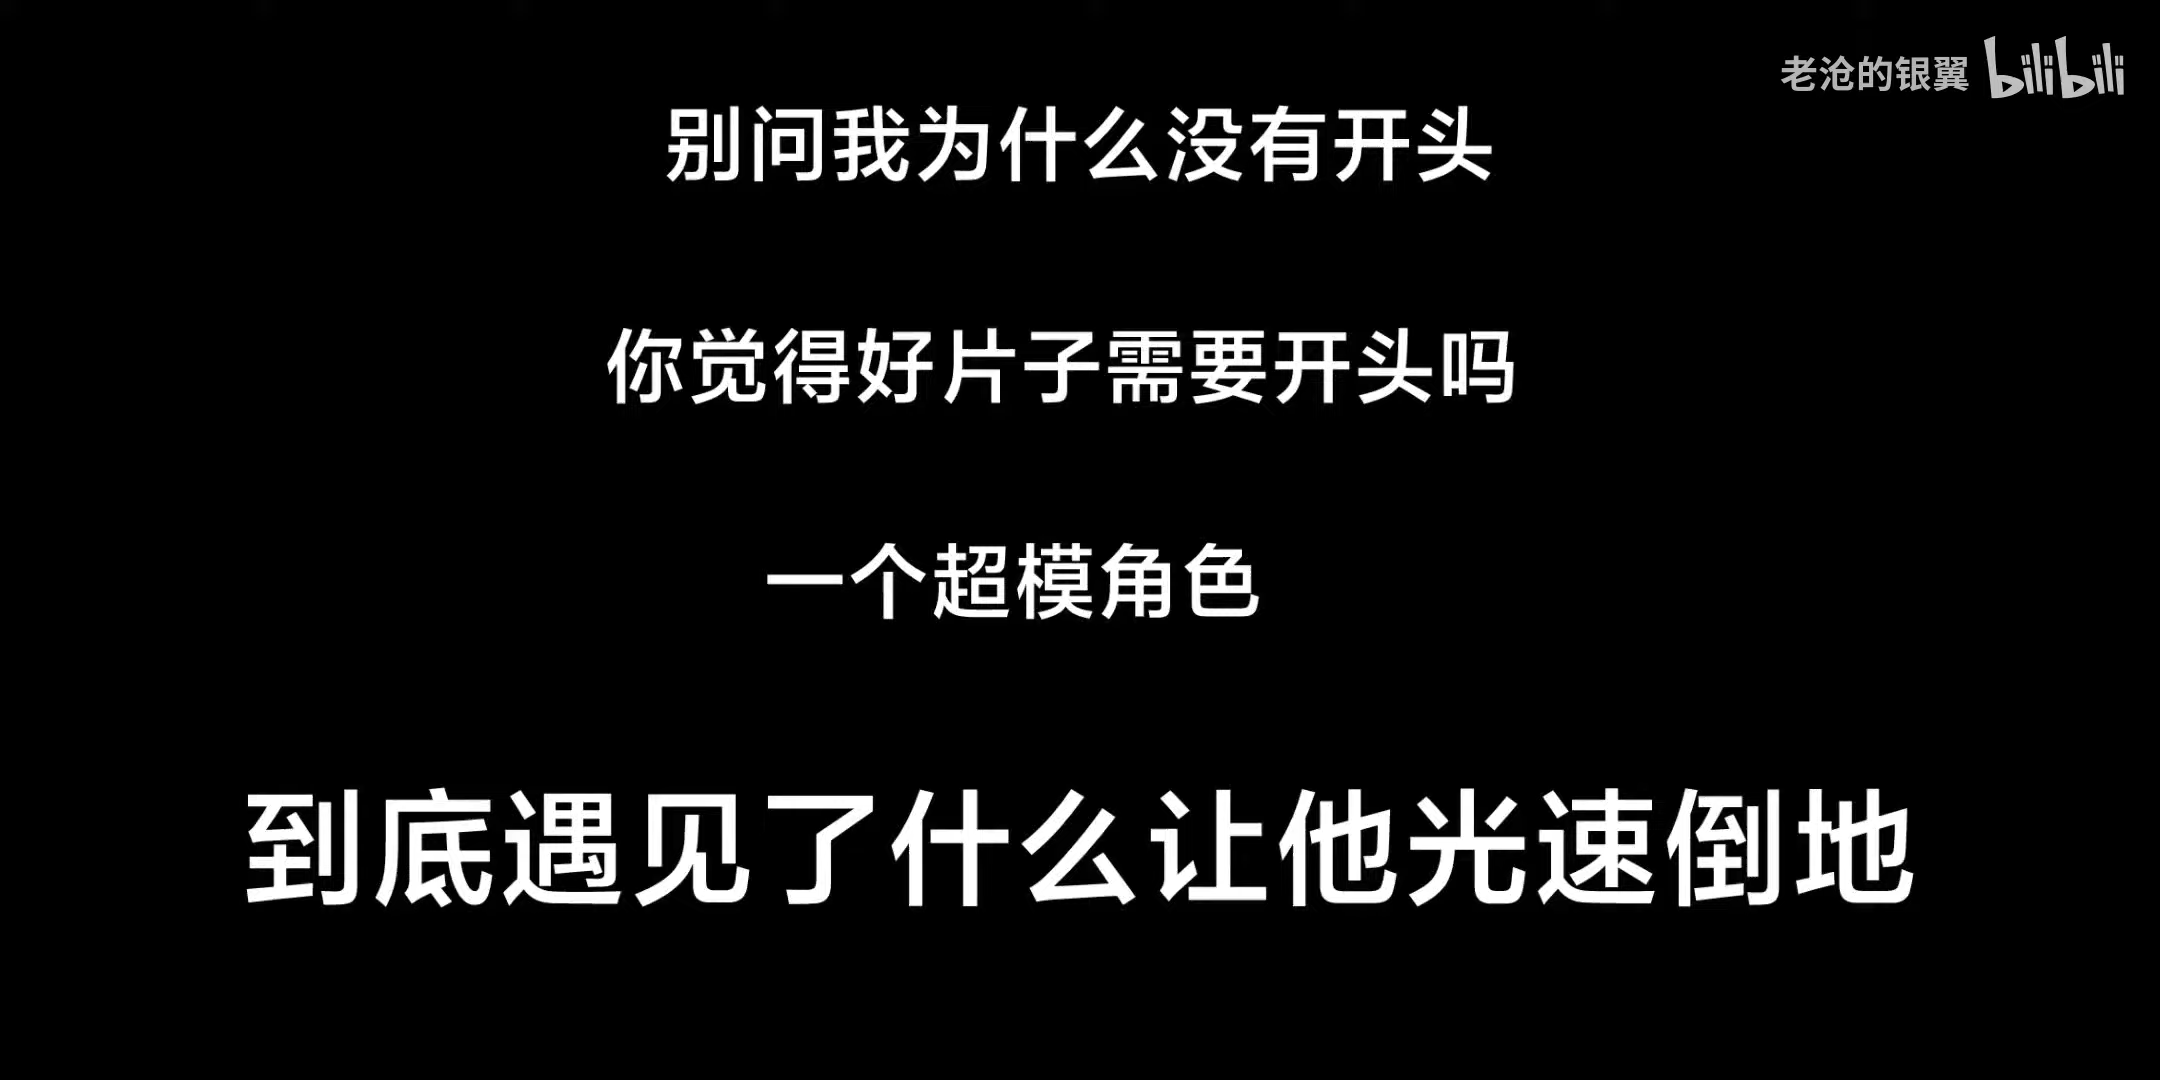 老沧的银翼 bilibili
别问我为什么没有开头
你觉得好片子需要开头吗
一个超模角色
到底遇见了什么让他光速倒地